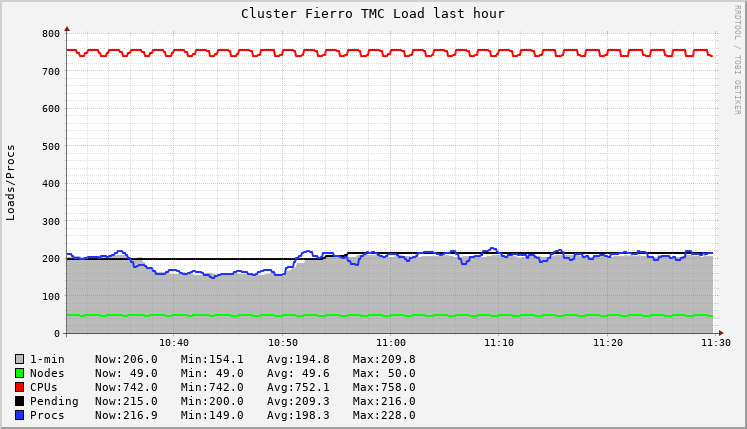 Cluster Fierro TMC Load last hour
RRDTOOL / TOBI OETIKER
Loads/Procs
800
700
600
500
400
300
200
100
0
10:40 10:50 11:00 11:10 11:20 11:30
1-min Now:206.0 Min:154.1 Avg:194.8 Max:209.8
Nodes Now: 49.0 Min: 49.0 Avg: 49.6 Max: 50.0
CPUs Now:742.0 Min:742.0 Avg:752.1 Max:758.0
Pending Now:215.0 Min:200.0 Avg:209.3 Max:216.0
Procs Now:216.9 Min:149.0 Avg:198.3 Max:228.0